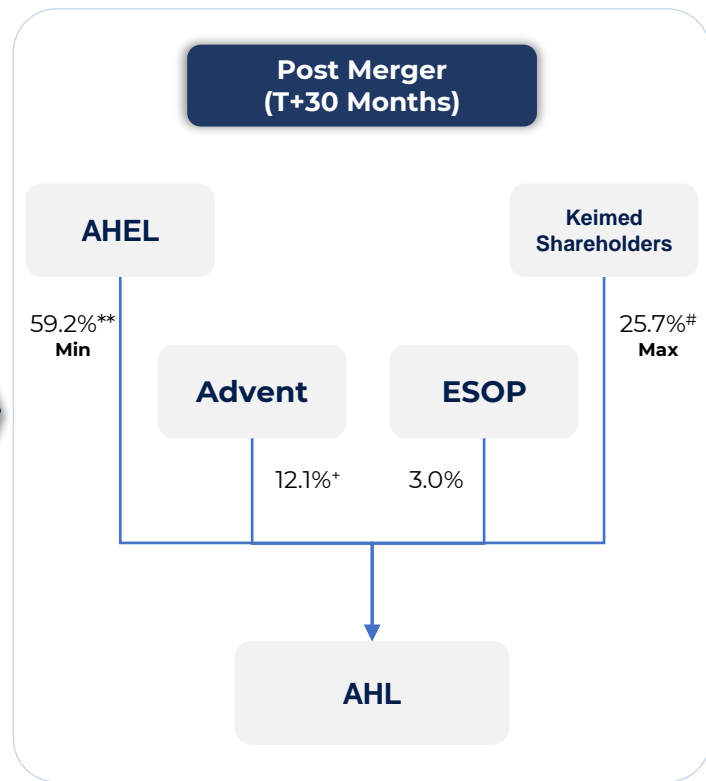 Post Merger
(T+30 Months)
AHEL
Keimed
Shareholders
59.2%**
Min
25.7%#
Max
Advent
ESOP
12.1%+
3.0%
AHL